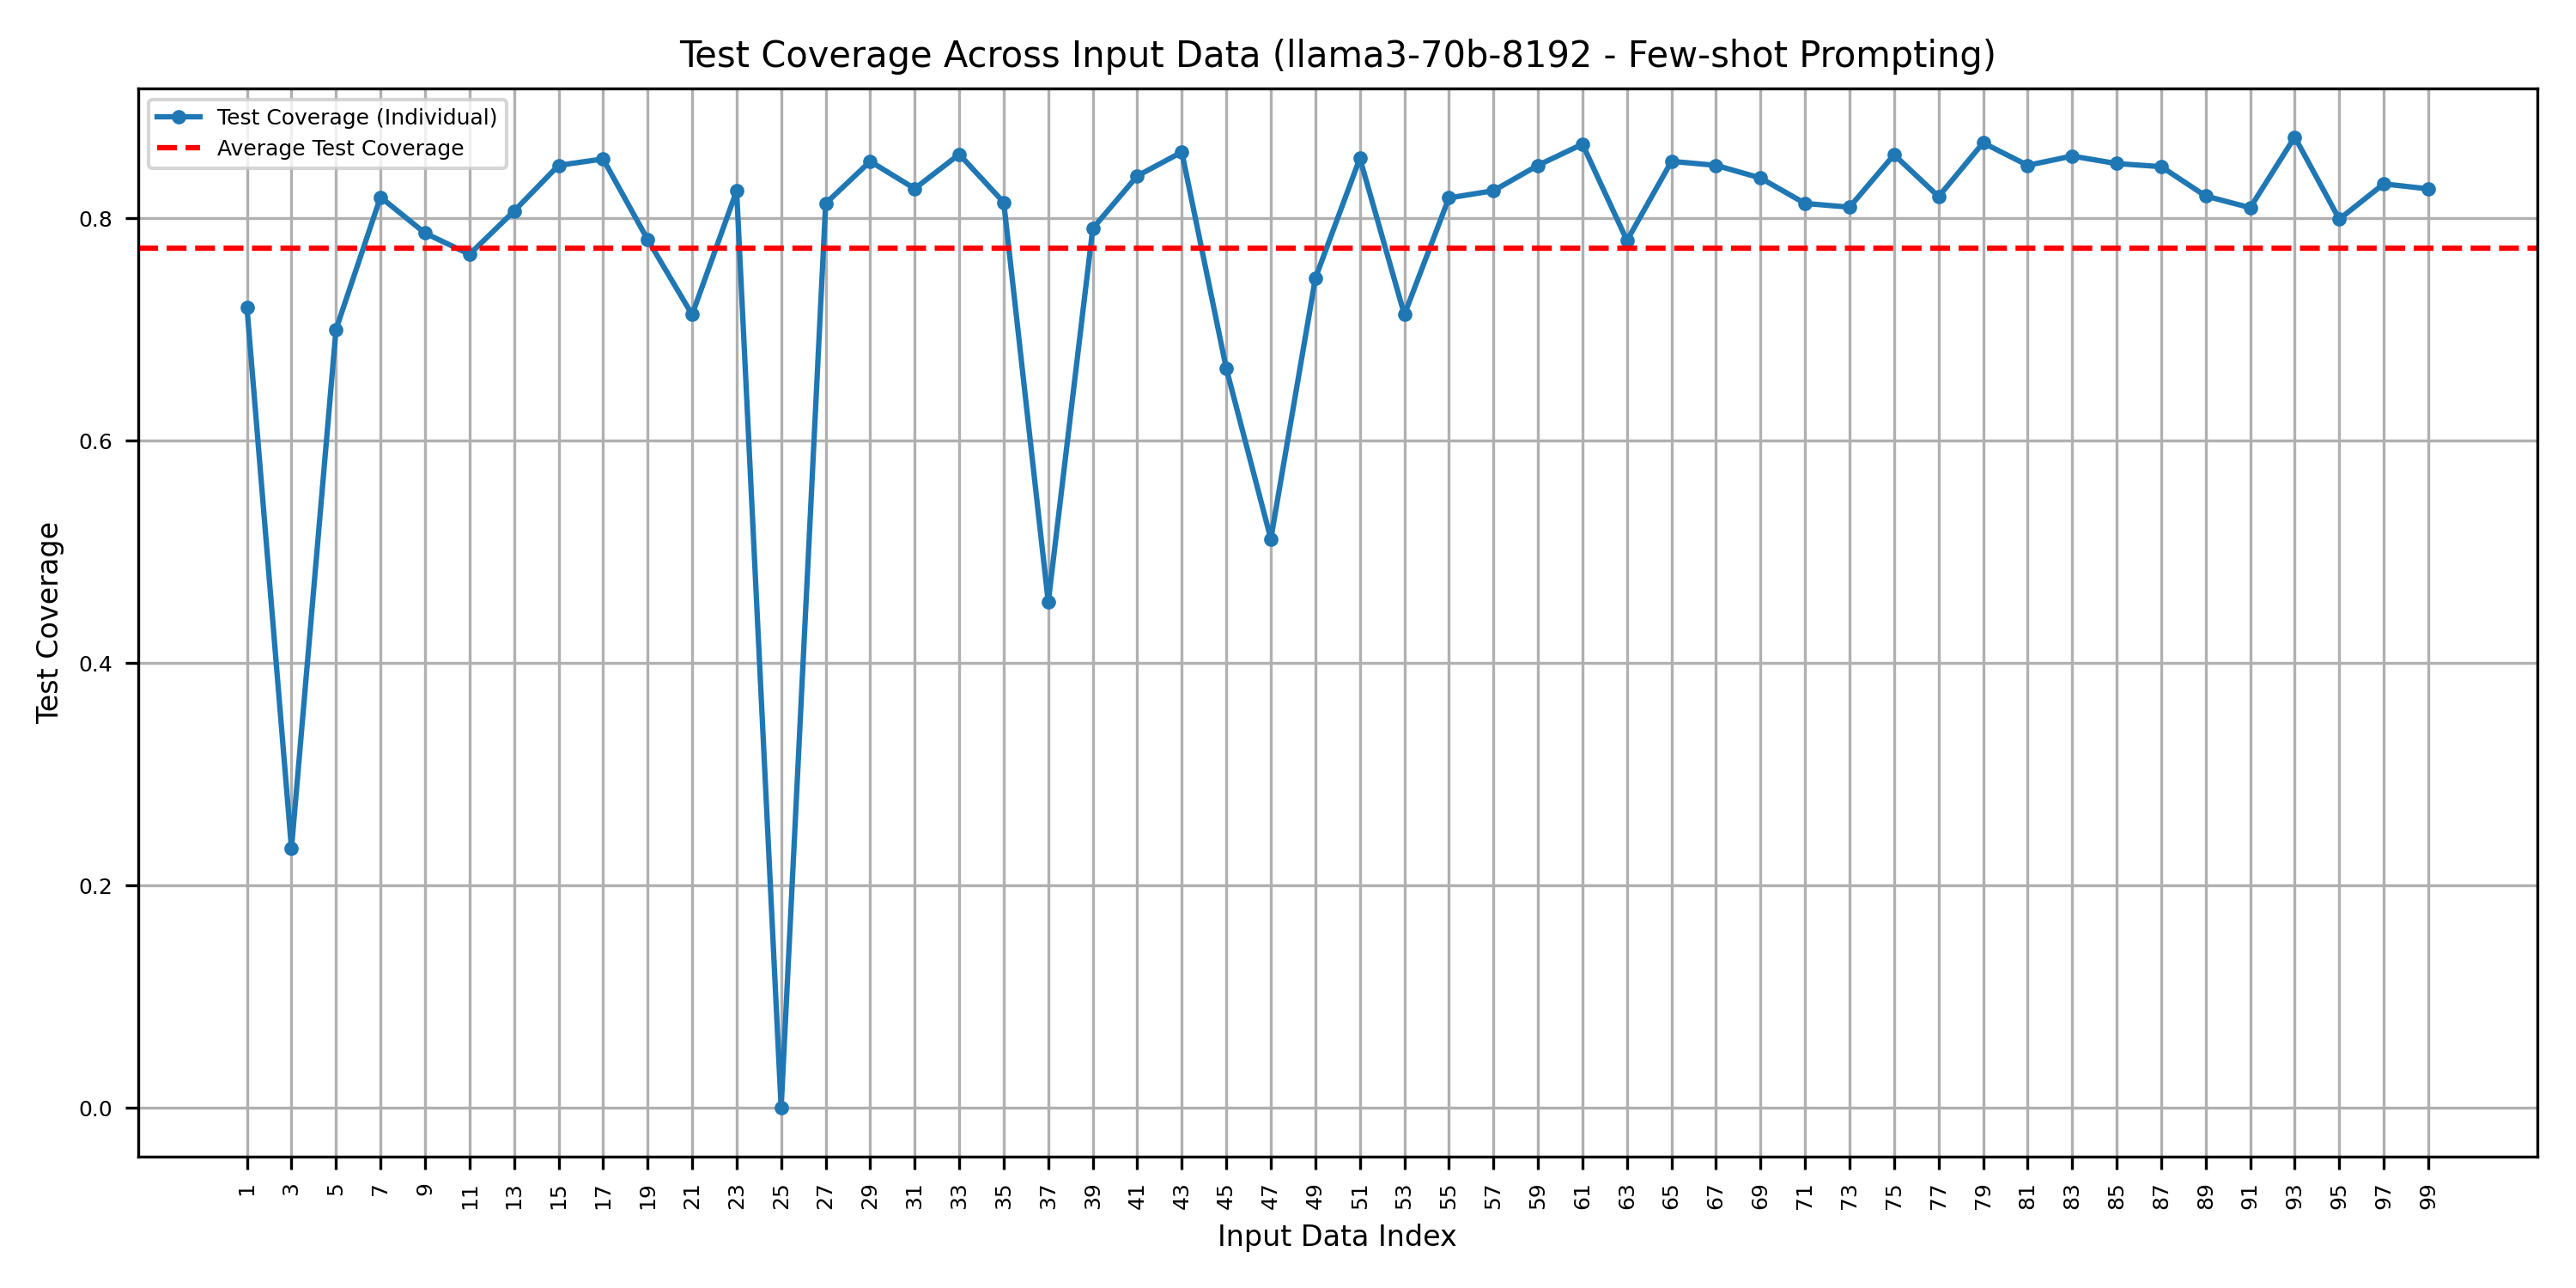 Test Coverage Across Input Data (llama3-70b-8192 - Few-shot Prompting)
Test Coverage (Individual)
Average Test Coverage
Test Coverage
0.8
0.6
0.4
0.2
0.0
1 3 5 7 9 11 13 15 17 19 21 23 25 27 29 31 33 35 37 39 41 43 45 47 49 51 53 55 57 59 61 63 65 67 69 71 73 75 77 79 81 83 85 87 89 91 93 95 97 99
Input Data Index